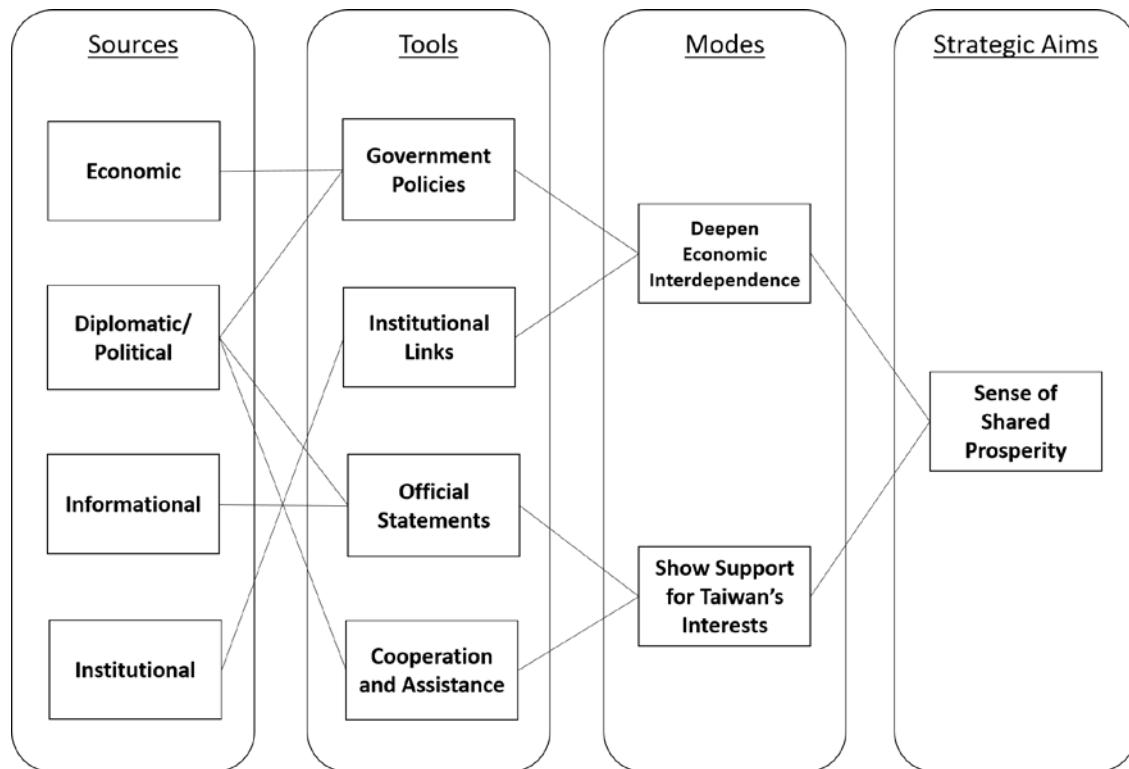 Sources
Economic
Diplomatic/
Political
Informational
Institutional
Tools
Government
Policies
Institutional
Links
Official
Statements
Cooperation
and Assistance
Modes
Deepen
Economic
Interdependence
Show Support
for Taiwan’s
Interests
Strategic Aims
Sense of
Shared
Prosperity